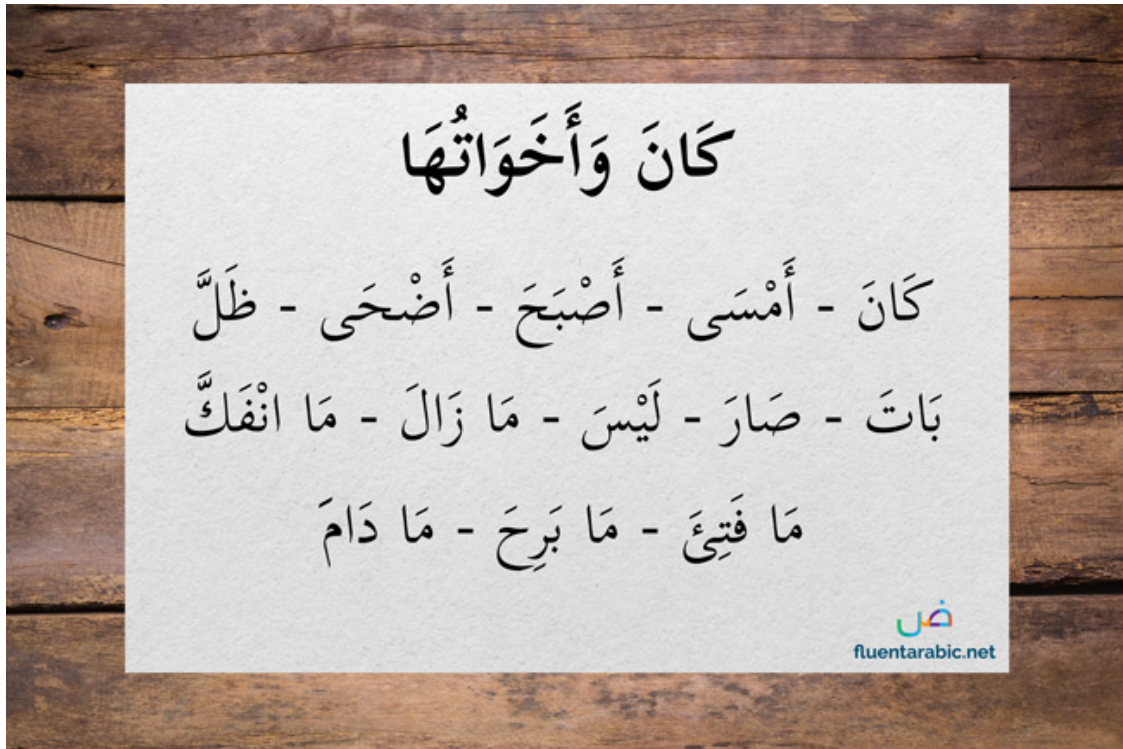 كَانَ وَأَخَوَاتُهَا
كَانَ - أَمْسَى - أَصْبَحَ - أَضْحَى - ظَلَّ
بَاتَ - صَارَ - لَيْسَ - مَا زَالَ - مَا انْفَكَّ
مَا فَتِئَ - مَا بَرِحَ - مَا دَامَ
ض
fluentarabic.net